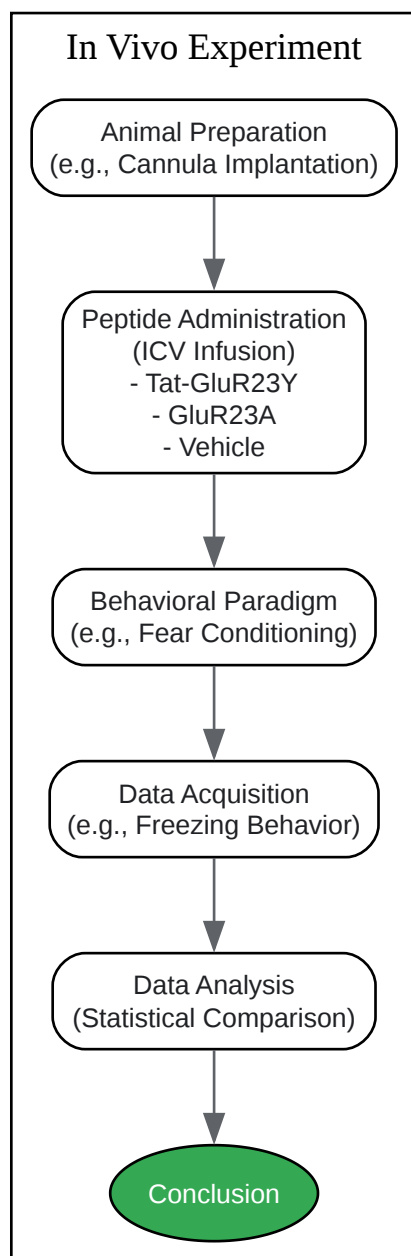 In Vivo Experiment
Animal Preparation
(e.g., Cannula Implantation)
Peptide Administration
(ICV Infusion)
- Tat-GluR23Y
- GluR23A
- Vehicle
Behavioral Paradigm
(e.g., Fear Conditioning)
Data Acquisition
(e.g., Freezing Behavior)
Data Analysis
(Statistical Comparison)
Conclusion